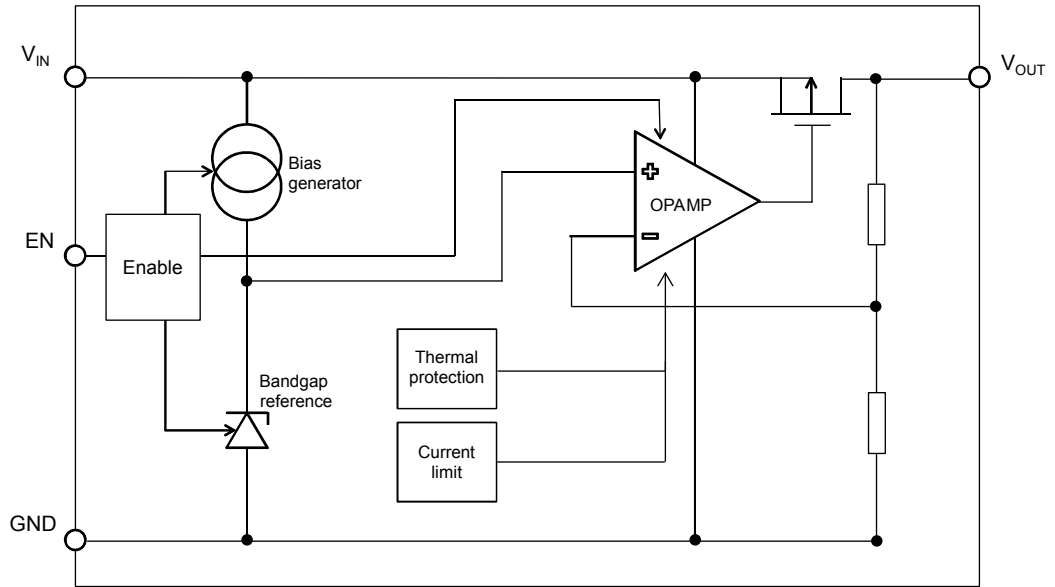 VIN
VOUT
Bias
generator
OPAMP
EN
Enable
Thermal
protection
Bandgap
reference
Current
limit
GND